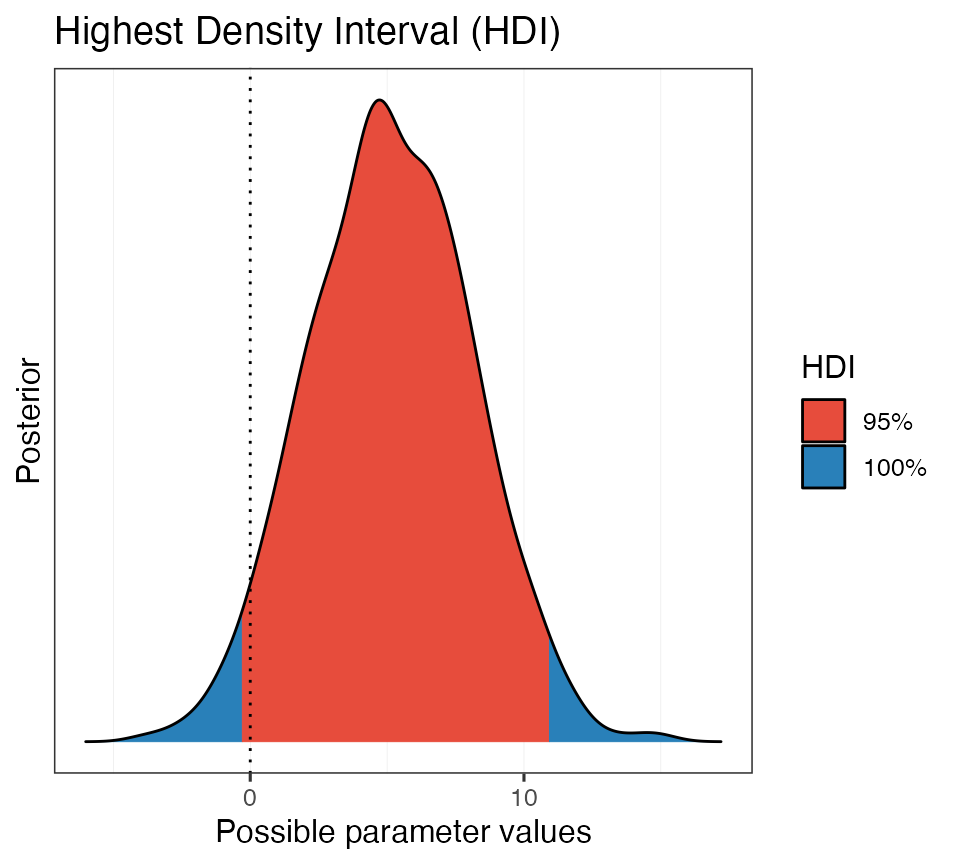 Highest Density Interval (HDI)
Posterior
HDI
95%
100%
0
10
Possible parameter values